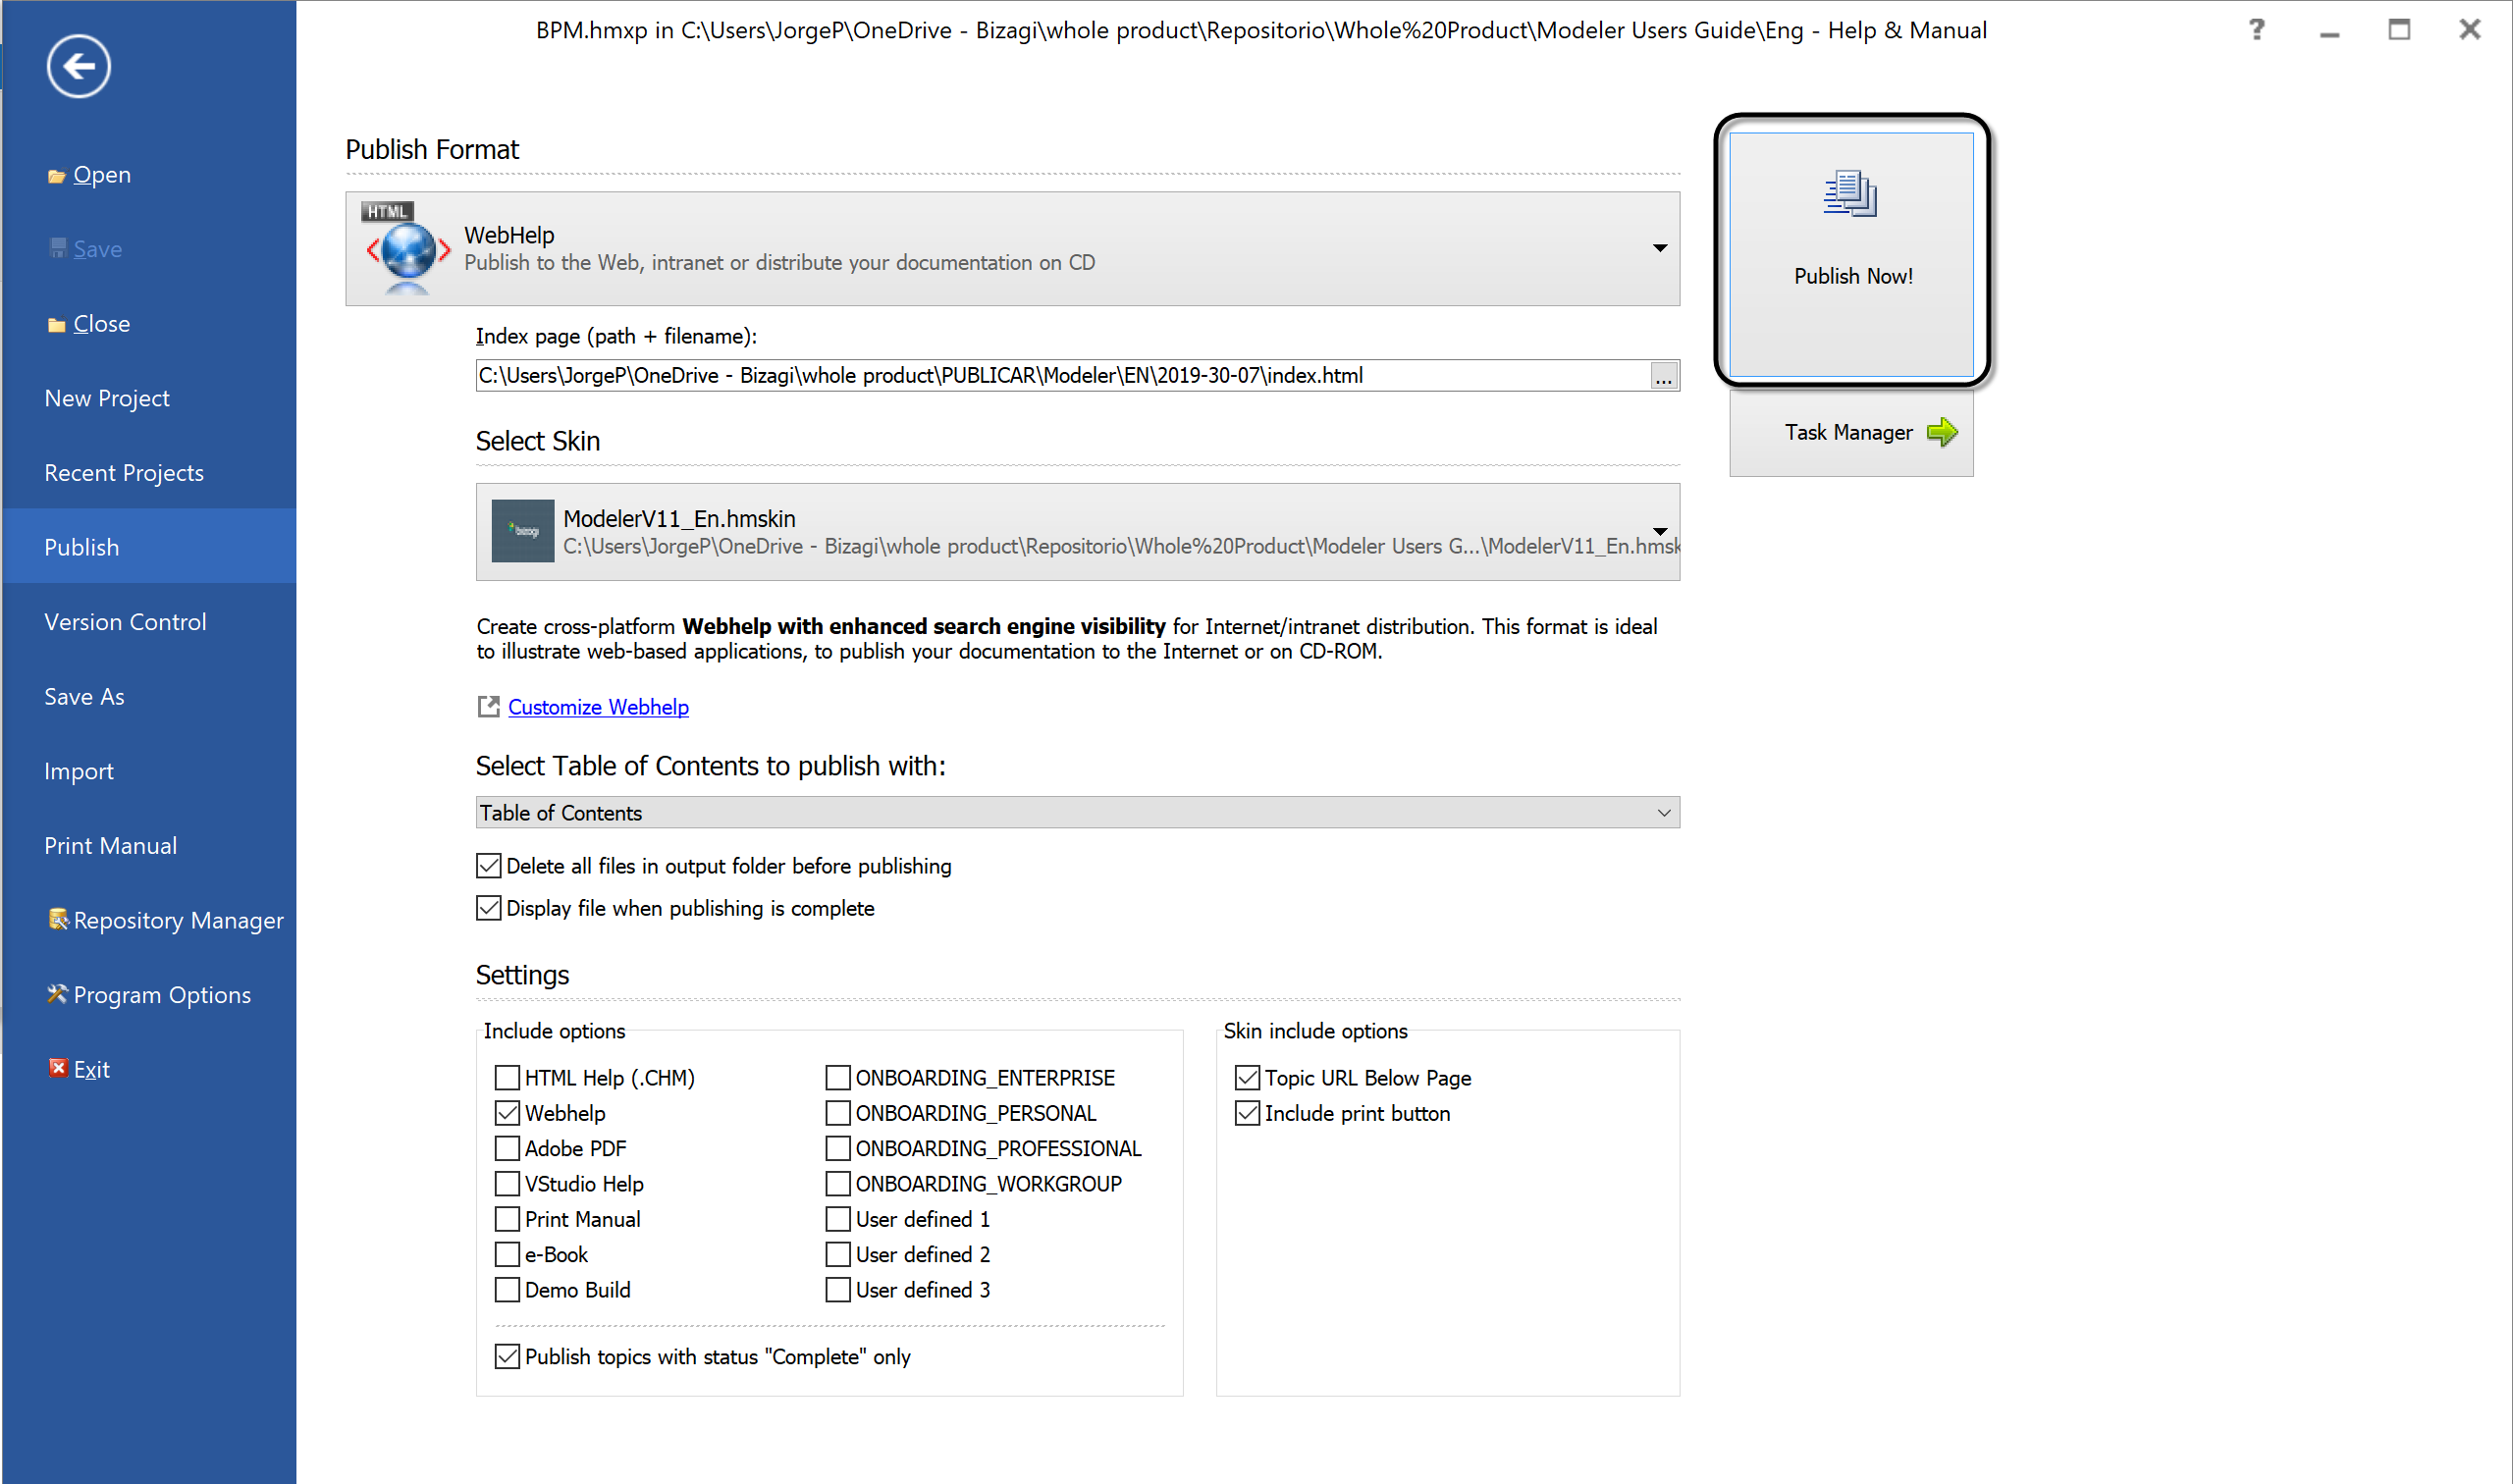 BPM.hmxp in C:\Users\JorgeP\OneDrive - Bizagi\whole product\Repositorio\Whole%20Product\Modeler Users Guide\Eng - Help & Manual
Open
Save
Close
New Project
Recent Projects
Publish
Version Control
Save As
Import
Print Manual
Repository Manager
Program Options
Exit
Publish Format
HTML
WebHelp
Publish to the Web, intranet or distribute your documentation on CD
Index page (path + filename):
C:\Users\JorgeP\OneDrive - Bizagi\whole product\PUBLICAR\Modeler\EN\2019-30-07\index.html
...
Select Skin
bizagi
ModelerV11_En.hmskin
C:\Users\JorgeP\OneDrive - Bizagi\whole product\Repositorio\Whole%20Product\Modeler Users G...\ModelerV11_En.hmsk
Create cross-platform Webhelp with enhanced search engine visibility for Internet/intranet distribution. This format is ideal
to illustrate web-based applications, to publish your documentation to the Internet or on CD-ROM.
Customize Webhelp
Select Table of Contents to publish with:
Table of Contents
Delete all files in output folder before publishing
Display file when publishing is complete
Settings
Include options
HTML Help (.CHM)
Webhelp
Adobe PDF
VStudio Help
Print Manual
e-Book
Demo Build
ONBOARDING_ENTERPRISE
ONBOARDING_PERSONAL
ONBOARDING_PROFESSIONAL
ONBOARDING_WORKGROUP
User defined 1
User defined 2
User defined 3
Publish topics with status "Complete" only
Skin include options
Topic URL Below Page
Include print button
Publish Now!
Task Manager